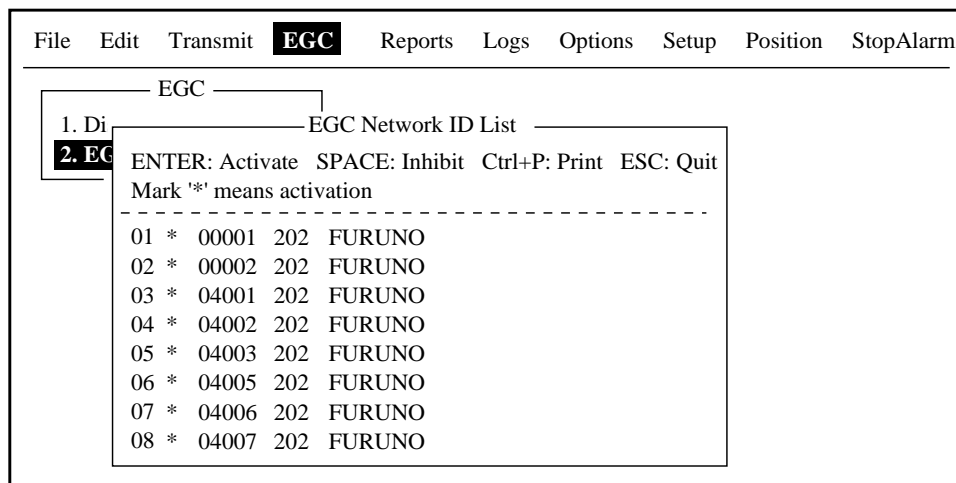 File Edit Transmit EGC Reports Logs Options Setup Position StopAlarm
EGC
1. Di
EGC Network ID List
2. EG
ENTER: Activate SPACE: Inhibit Ctrl+P: Print ESC: Quit
Mark '*' means activation
01 * 00001 202 FURUNO
02 * 00002 202 FURUNO
03 * 04001 202 FURUNO
04 * 04002 202 FURUNO
05 * 04003 202 FURUNO
06 * 04005 202 FURUNO
07 * 04006 202 FURUNO
08 * 04007 202 FURUNO